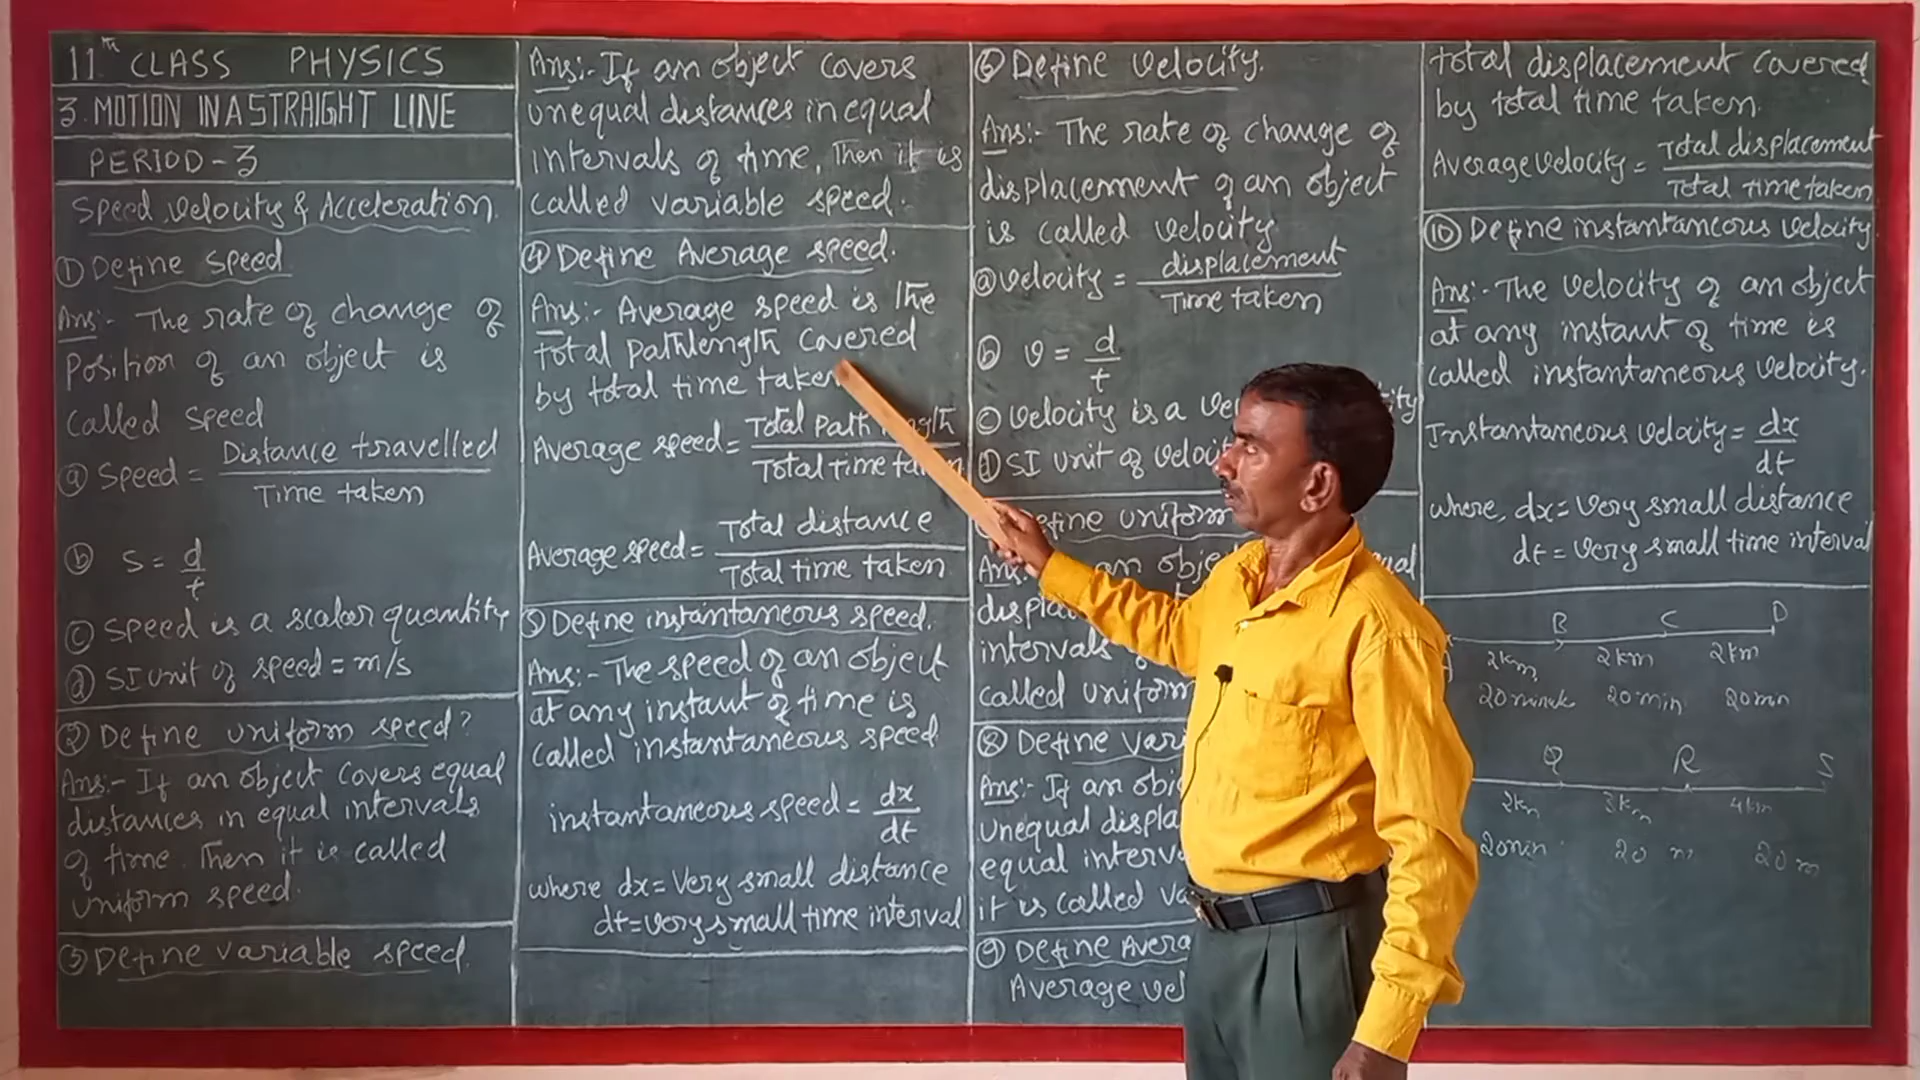 11th CLASS PHYSICS
3. MOTION IN A STRAIGHT LINE
PERIOD-3
Speed, Velocity & Acceleration
① Define speed
Ans:- The rate of change of
Position of an object is
called speed
ⓐ Speed = Distance travelled / Time taken
ⓑ s = d / t
ⓒ Speed is a scalar quantity
ⓓ SI Unit of speed = m/s
② Define uniform speed?
Ans:- If an object covers equal
distances in equal intervals
of time. Then it is called
uniform speed.
③ Define variable speed.
Ans:- If an object covers
unequal distances in equal
intervals of time, Then it is
called variable speed.
④ Define Average speed.
Ans:- Average speed is the
total pathlength covered
by total time taken
Average speed = Total Path / Total time
Average speed = Total distance / Total time taken
⑤ Define instantaneous speed.
Ans:- The speed of an object
at any instant of time is
called instantaneous speed
instantaneous speed = dx / dt
where dx = Very small distance
dt = very small time interval
⑥ Define Velocity.
Ans:- The rate of change of
displacement of an object
is called velocity
ⓐ Velocity = displacement / Time taken
ⓑ v = d / t
ⓒ Velocity is a
ⓓ SI Unit of
uniform
Ans an
intervals
called uniform
⑧ Define
Ans:- If an
Unequal
equal
it is called
⑨ Define
Average
total displacement covered
by total time taken.
Average Velocity = Total displacement / Total time taken
⑩ Define instantaneous velocity.
Ans:- The Velocity of an object
at any instant of time is
called instantaneous velocity.
Instantaneous velocity = dx / dt
where, dx = Very small distance
dt = Very small time interval
B C D
2km 2km 2km
20 20 min 20min
Q R S
2km 3km 4km
20min 20 20 m